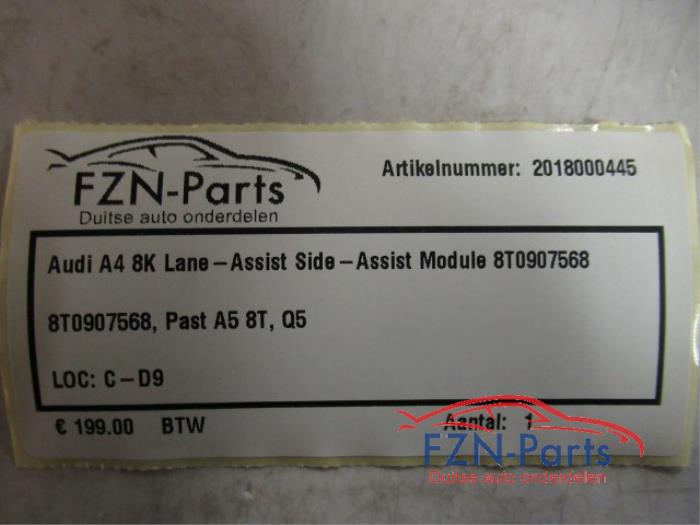 FZN-Parts
Duitse auto onderdelen
Artikelnummer: 2018000445
Audi A4 8K Lane-Assist Side-Assist Module 8T0907568
8T0907568, Past A5 8T, Q5
LOC: C-D9
€ 199.00 BTW
Aantal: 1
FZN-Parts
Duitse auto onderdelen